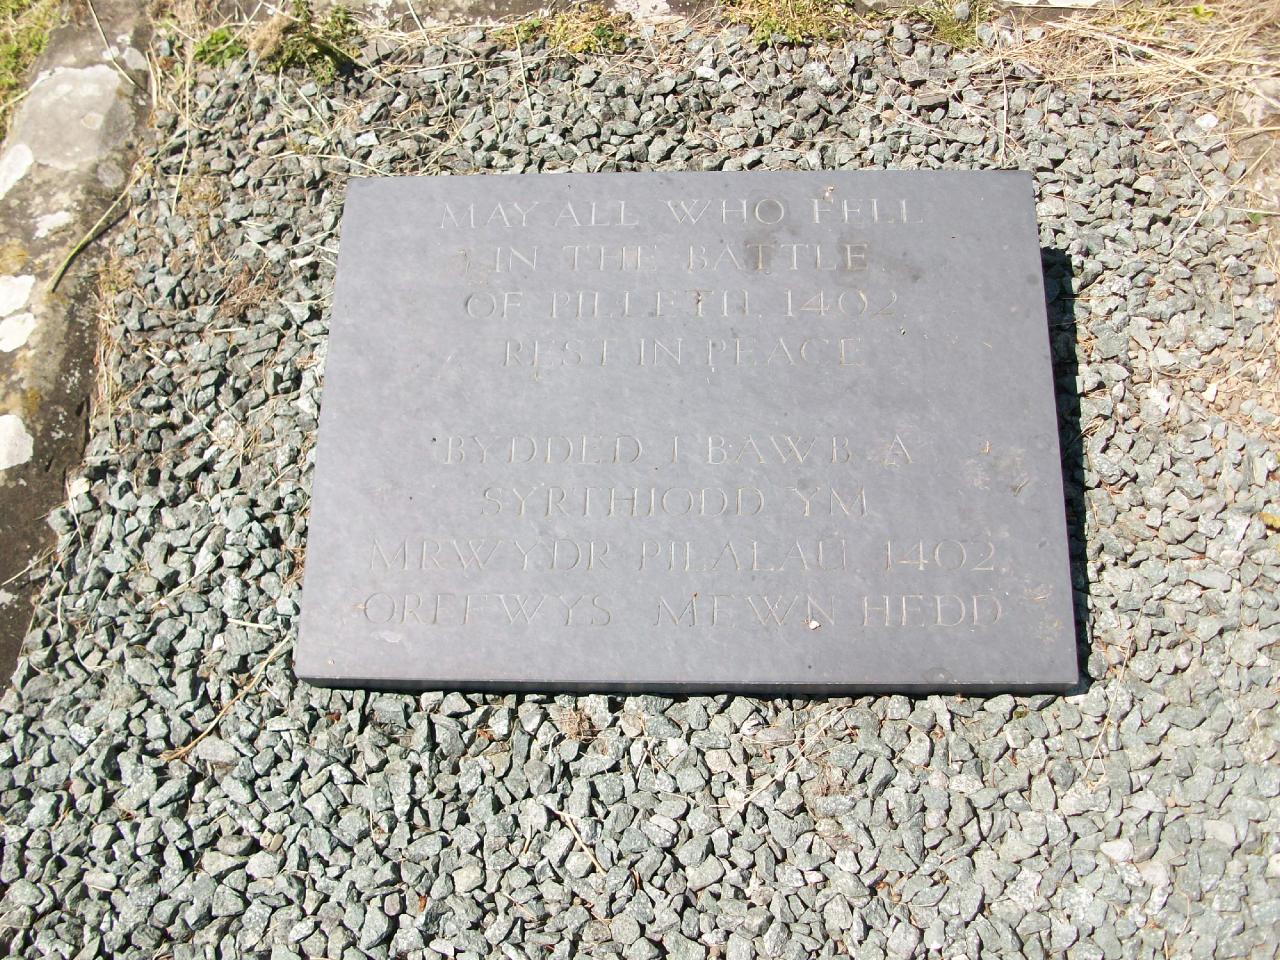 MAY ALL WHO FELL
IN THE BATTLE
OF PILLETH 1402
REST IN PEACE
BYDDED I BAWB A
SYRTHIODD YM
MRWYDR PILALAU 1402
ORFFWYS MEWN HEDD